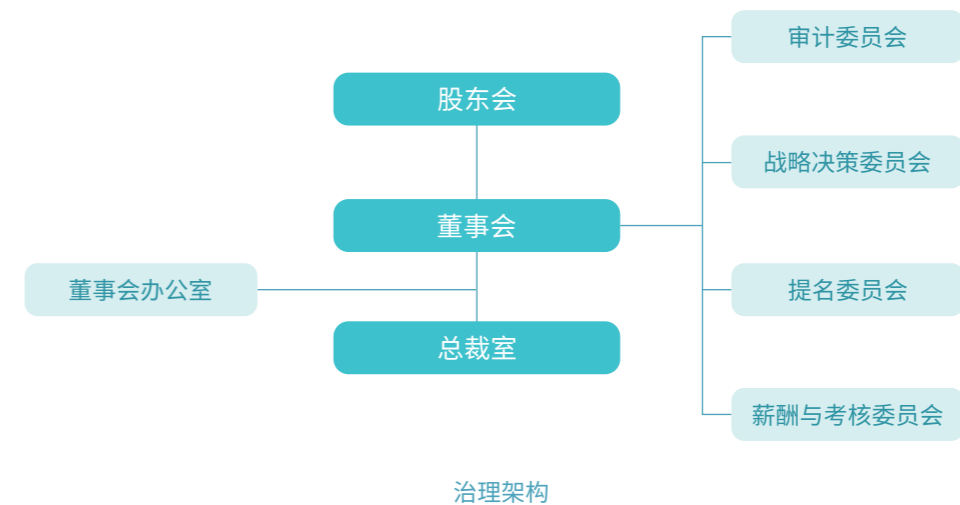 审计委员会
股东会
战略决策委员会
董事会
董事会办公室
提名委员会
总裁室
薪酬与考核委员会
治理架构